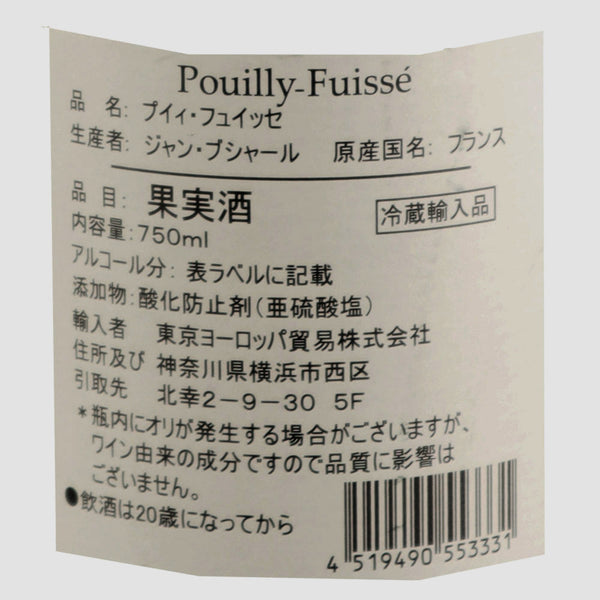 Pouilly-Fuissé
品 名: プイィ・フュイッセ
生産者: ジャン・ブシャール 原産国名: フランス
品 目: 果実酒
冷蔵輸入品
内容量:750ml
アルコール分: 表ラベルに記載
添加物:酸化防止剤(亜硫酸塩)
輸入者 東京ヨーロッパ貿易株式会社
住所及び 神奈川県横浜市西区
引取先 北幸2-9-30 5F
*瓶内にオリが発生する場合がございますが、
ワイン由来の成分ですので品質に影響は
ございません。
●飲酒は20歳になってから
4 519490 553331